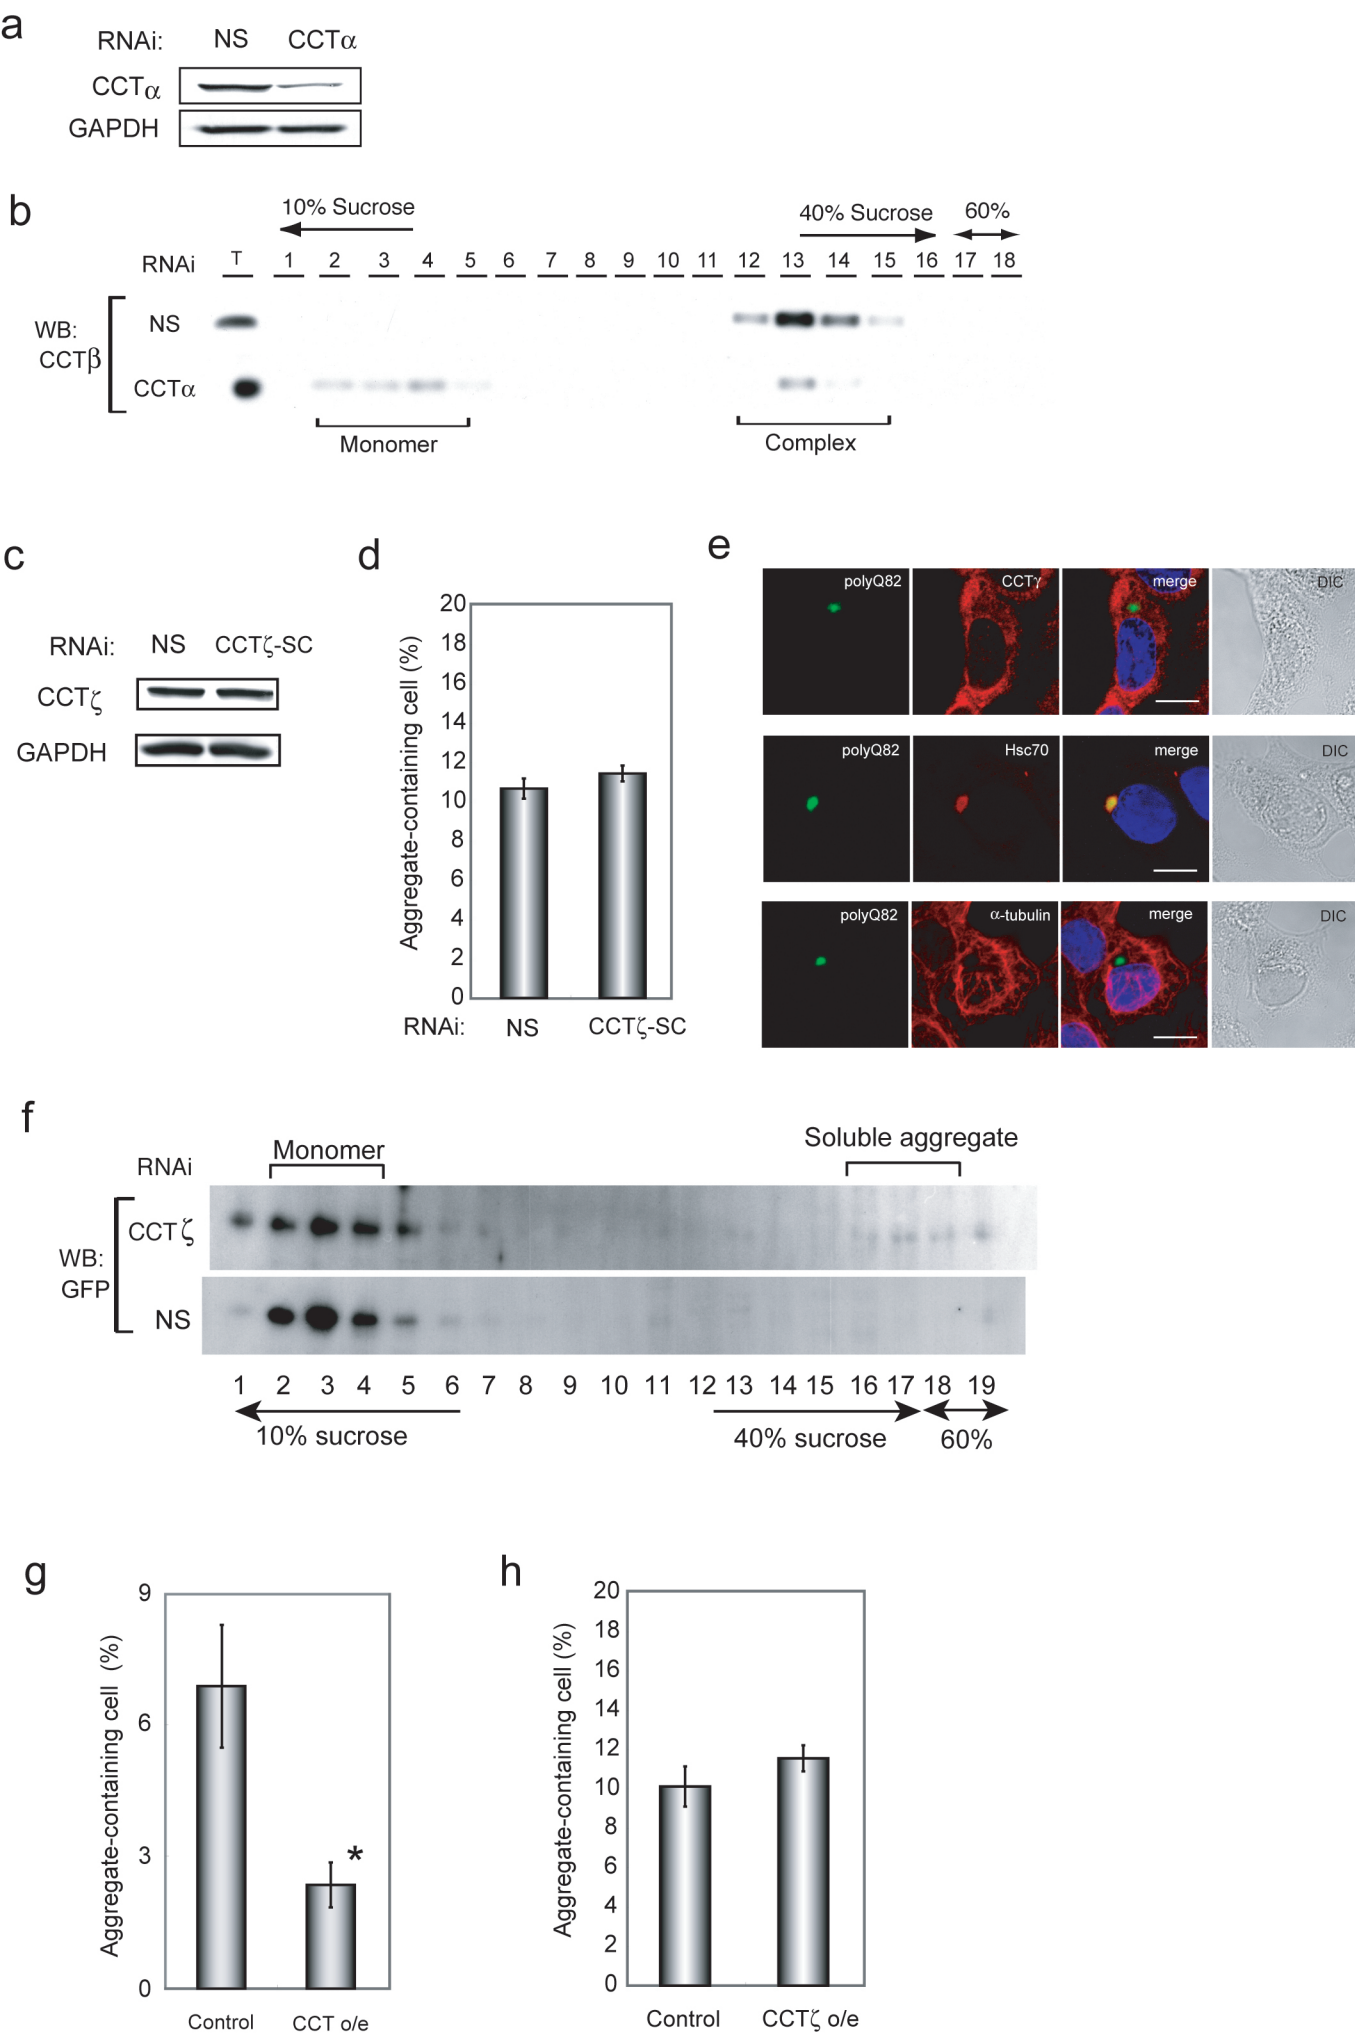 a
RNAi: NS CCTα
CCTα
GAPDH
b
10% Sucrose 40% Sucrose 60%
RNAi T 1 2 3 4 5 6 7 8 9 10 11 12 13 14 15 16 17 18
WB: CCTβ
NS
CCTα
Monomer Complex
c
RNAi: NS CCTζ-SC
CCTζ
GAPDH
d
Aggregate-containing cell (%)
20
18
16
14
12
10
8
6
4
2
0
RNAi: NS CCTζ-SC
e
polyQ82 CCTγ merge DIC
polyQ82 Hsc70 merge DIC
polyQ82 α-tubulin merge DIC
f
Monomer Soluble aggregate
RNAi
WB: GFP
CCTζ
NS
1 2 3 4 5 6 7 8 9 10 11 12 13 14 15 16 17 18 19
10% sucrose 40% sucrose 60%
g
Aggregate-containing cell (%)
9
6
3
0
*
Control CCT o/e
h
Aggregate-containing cell (%)
20
18
16
14
12
10
8
6
4
2
0
Control CCTζ o/e